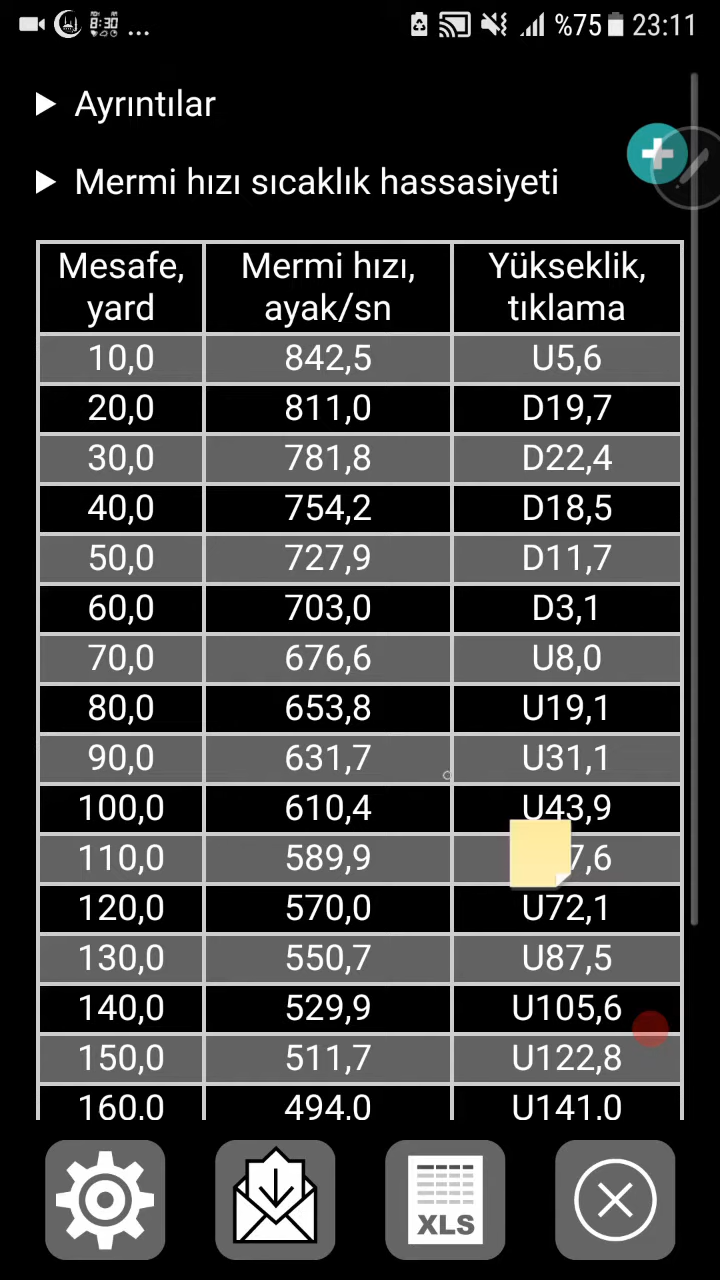 8:30
...
%75 23:11
Ayrıntılar
Mermi hızı sıcaklık hassasiyeti
Mesafe, yard Mermi hızı, ayak/sn Yükseklik, tıklama
10,0 842,5 U5,6
20,0 811,0 D19,7
30,0 781,8 D22,4
40,0 754,2 D18,5
50,0 727,9 D11,7
60,0 703,0 D3,1
70,0 676,6 U8,0
80,0 653,8 U19,1
90,0 631,7 U31,1
100,0 610,4 U43,9
110,0 589,9 7,6
120,0 570,0 U72,1
130,0 550,7 U87,5
140,0 529,9 U105,6
150,0 511,7 U122,8
160,0 494,0 U141,0
XLS